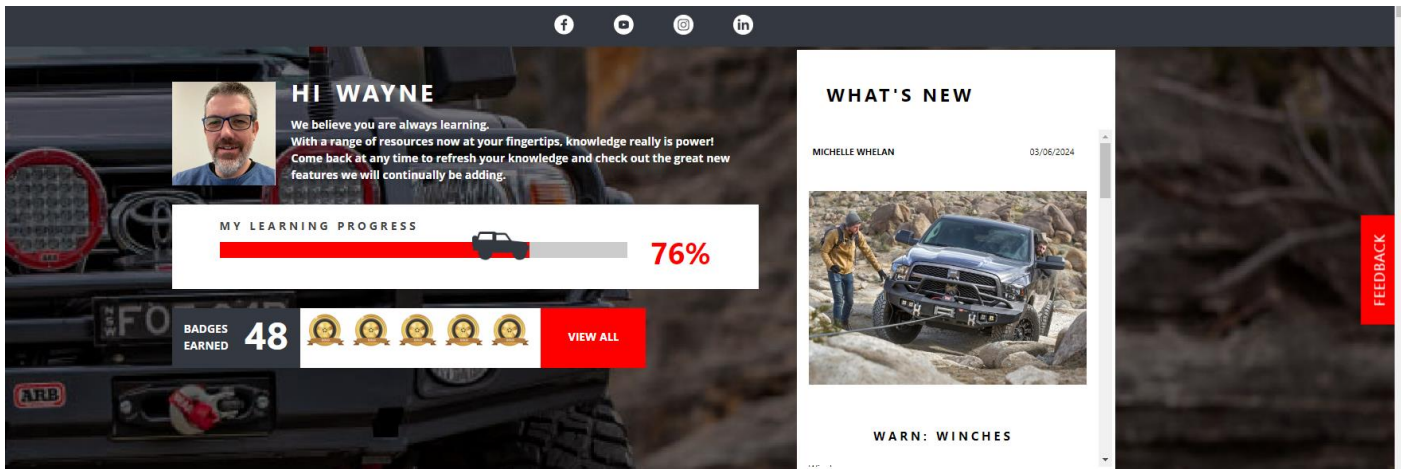 HI WAYNE
We believe you are always learning.
With a range of resources now at your fingertips, knowledge really is power!
Come back at any time to refresh your knowledge and check out the great new
features we will continually be adding.
MY LEARNING PROGRESS
76%
BADGES
EARNED
48
VIEW ALL
ARB
WHAT'S NEW
MICHELLE WHELAN
03/06/2024
WARN: WINCHES
FEEDBACK